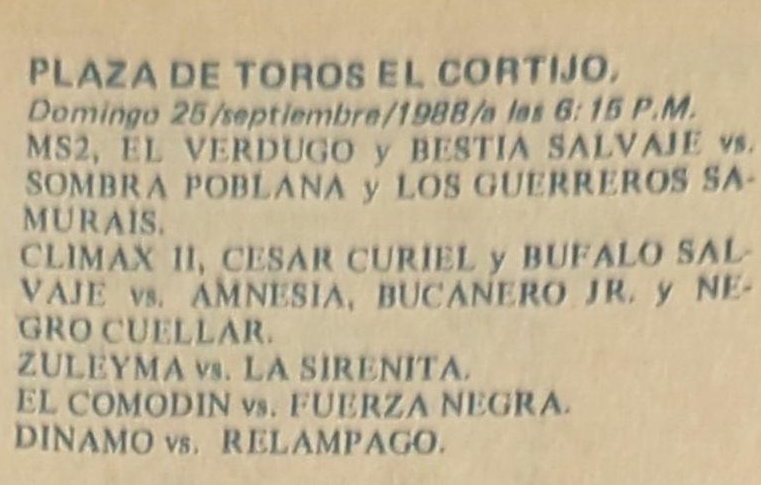 PLAZA DE TOROS EL CORTIJO.
Domingo 25/septiembre/1988/a las 6:15 P.M.
MS2, EL VERDUGO y BESTIA SALVAJE vs.
SOMBRA POBLANA y LOS GUERREROS SA-
MURAIS.
CLIMAX II, CESAR CURIEL y BUFALO SAL-
VAJE vs. AMNESIA, BUCANERO JR. y NE-
GRO CUELLAR.
ZULEYMA vs. LA SIRENITA.
EL COMODIN vs. FUERZA NEGRA.
DINAMO vs. RELAMPAGO.